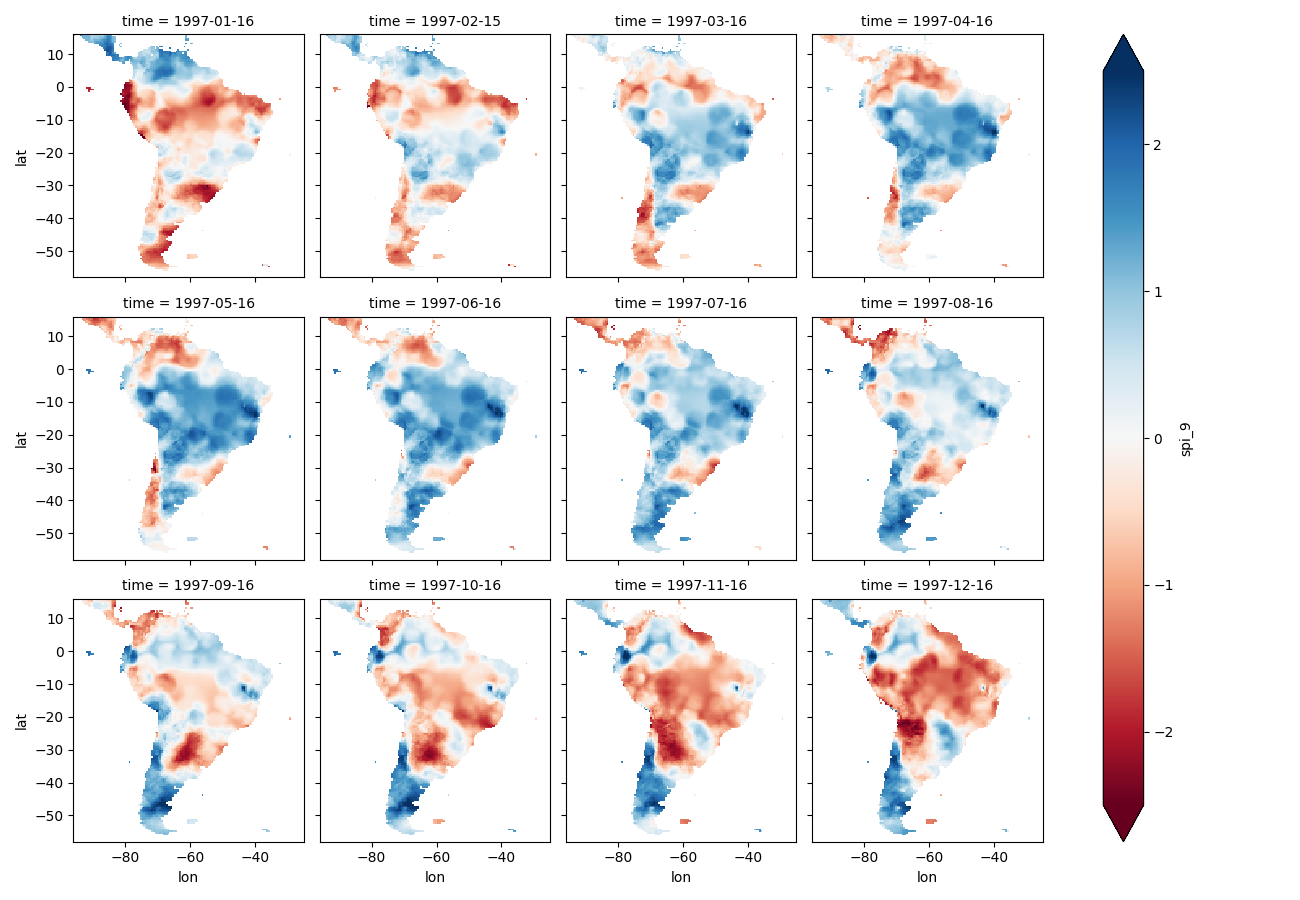 time = 1997-01-16
time = 1997-02-15
time = 1997-03-16
time = 1997-04-16
10
0
−10
−20
−30
−40
−50
lat
time = 1997-05-16
time = 1997-06-16
time = 1997-07-16
time = 1997-08-16
10
0
−10
−20
−30
−40
−50
lat
time = 1997-09-16
time = 1997-10-16
time = 1997-11-16
time = 1997-12-16
10
0
−10
−20
−30
−40
−50
lat
−80 −60 −40
lon
−80 −60 −40
lon
−80 −60 −40
lon
−80 −60 −40
lon
2
1
0
−1
−2
spi_9